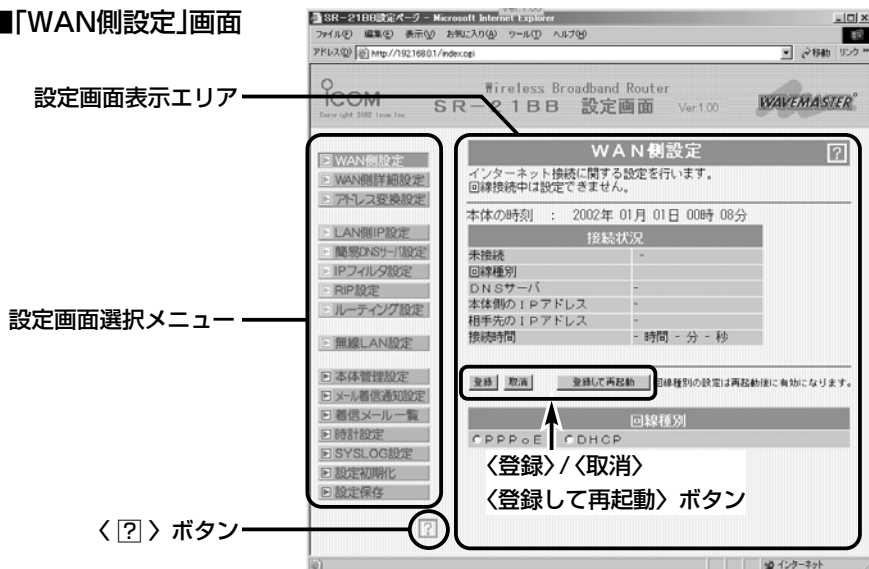 ■「WAN側設定」画面
SR-21BB設定ページ - Microsoft Internet Explorer
ファイル(F) 編集(E) 表示(V) お気に入り(A) ツール(T) ヘルプ(H)
アドレス(D) http://192.168.0.1/index.cgi
移動 リンク »
ICOM
Copyright 2002 Icom Inc
Wireless Broadband Router
SR-21BB 設定画面 Ver.1.00
WAVEMASTER
設定画面表示エリア
設定画面選択メニュー
WAN側設定
WAN側詳細設定
アドレス変換設定
LAN側IP設定
簡易DNSサーバ設定
IPフィルタ設定
RIP設定
ルーティング設定
無線LAN設定
本体管理設定
メール着信通知設定
着信メール一覧
時計設定
SYSLOG設定
設定初期化
設定保存
〈?〉ボタン
?
WAN側設定
?
インターネット接続に関する設定を行います。
回線接続中は設定できません。
本体の時刻 : 2002年 01月 01日 00時 08分
接続状況
未接続 -
回線種別
DNSサーバ -
本体側のIPアドレス -
相手先のIPアドレス -
接続時間 - 時間 - 分 - 秒
登録 取消 登録して再起動 回線種別の設定は再起動後に有効になります。
回線種別
PPPoE DHCP
〈登録〉/〈取消〉
〈登録して再起動〉ボタン
インターネット